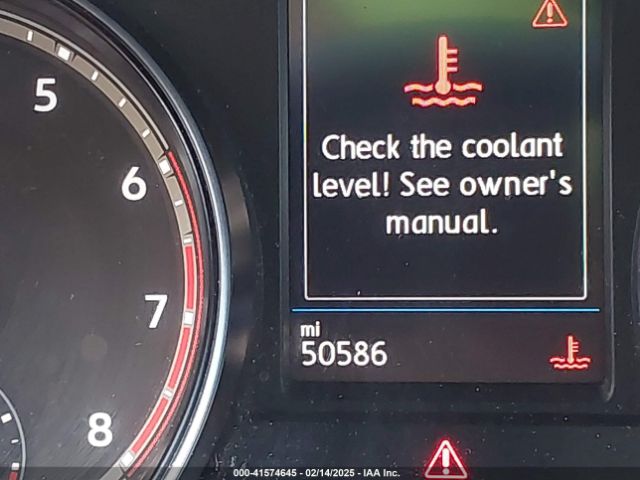 5
6
7
8
Check the coolant
level! See owner's
manual.
mi
50586
000-41574645 - 02/14/2025 - IAA Inc.